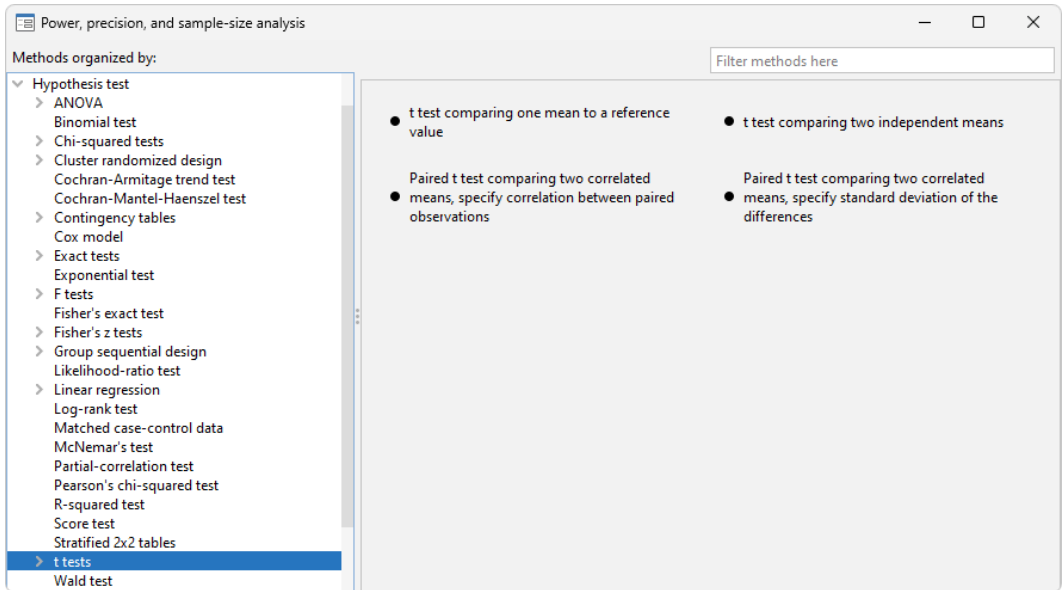 Power, precision, and sample-size analysis
Methods organized by:
Filter methods here
Hypothesis test
ANOVA
Binomial test
Chi-squared tests
Cluster randomized design
Cochran-Armitage trend test
Cochran-Mantel-Haenszel test
Contingency tables
Cox model
Exact tests
Exponential test
F tests
Fisher's exact test
Fisher's z tests
Group sequential design
Likelihood-ratio test
Linear regression
Log-rank test
Matched case-control data
McNemar's test
Partial-correlation test
Pearson's chi-squared test
R-squared test
Score test
Stratified 2x2 tables
t tests
Wald test
t test comparing one mean to a reference
value
t test comparing two independent means
Paired t test comparing two correlated
means, specify correlation between paired
observations
Paired t test comparing two correlated
means, specify standard deviation of the
differences